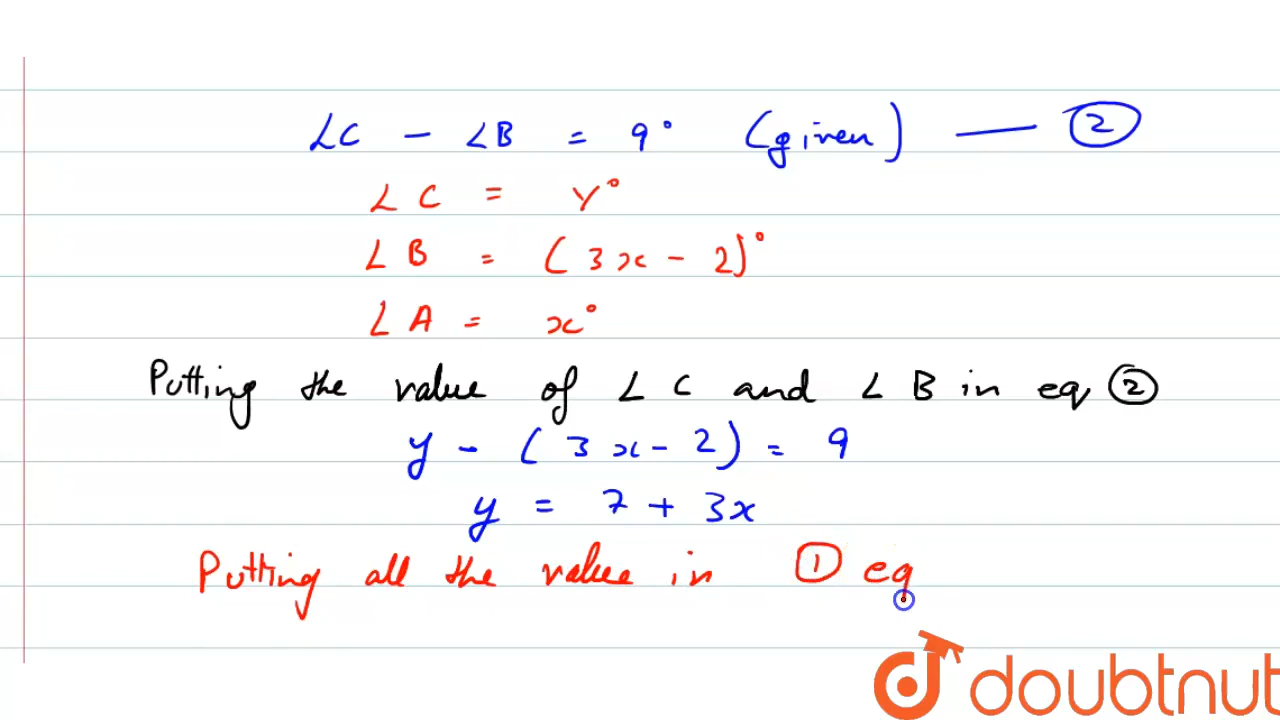 ∠C - ∠B = 9° (given) — ②
∠C = y°
∠B = (3x - 2)°
∠A = x°
Putting the value of ∠C and ∠B in eq ②
y - (3x - 2) = 9
y = 7 + 3x
Putting all the value in ① eq
doubtnut